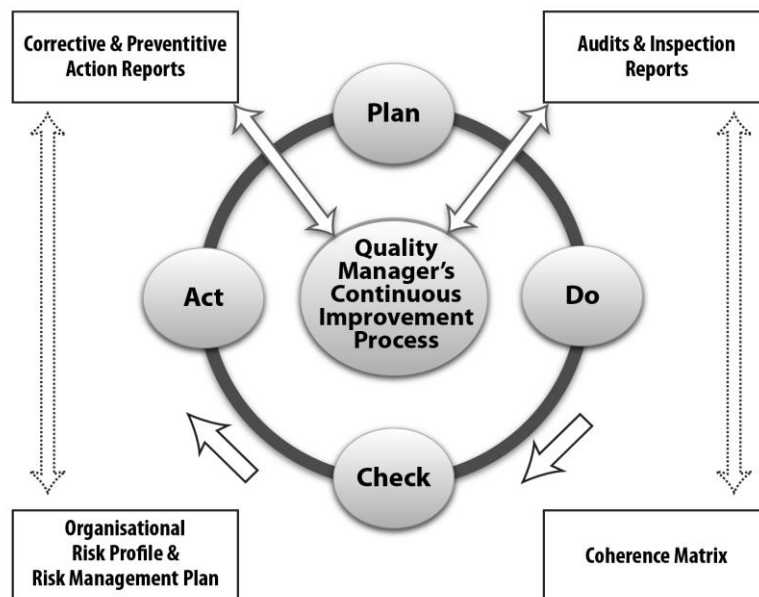 Corrective & Preventitive
Action Reports
Audits & Inspection
Reports
Plan
Quality
Manager's
Continuous
Improvement
Process
Act
Do
Check
Organisational
Risk Profile &
Risk Management Plan
Coherence Matrix